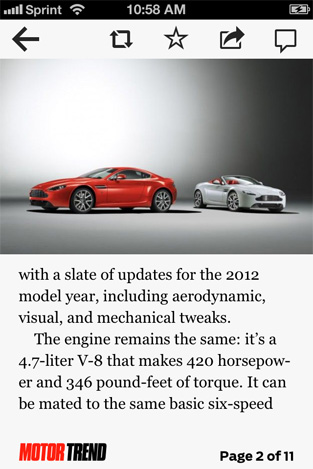 Sprint 10:58 AM
with a slate of updates for the 2012
model year, including aerodynamic,
visual, and mechanical tweaks.
The engine remains the same: it’s a
4.7-liter V-8 that makes 420 horsepow-
er and 346 pound-feet of torque. It can
be mated to the same basic six-speed
MOTOR TREND Page 2 of 11